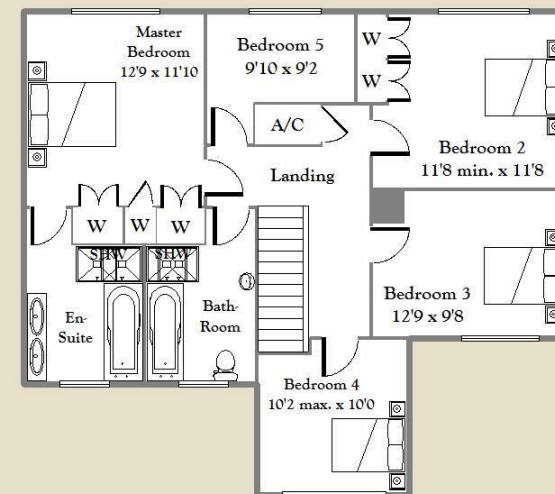 Master
Bedroom
12'9 x 11'10
Bedroom 5
9'10 x 9'2
W
W
A/C
Bedroom 2
11'8 min. x 11'8
Landing
W
W
W
SHW
SHW
Bedroom 3
12'9 x 9'8
En-
Suite
Bath-
Room
Bedroom 4
10'2 max. x 10'0